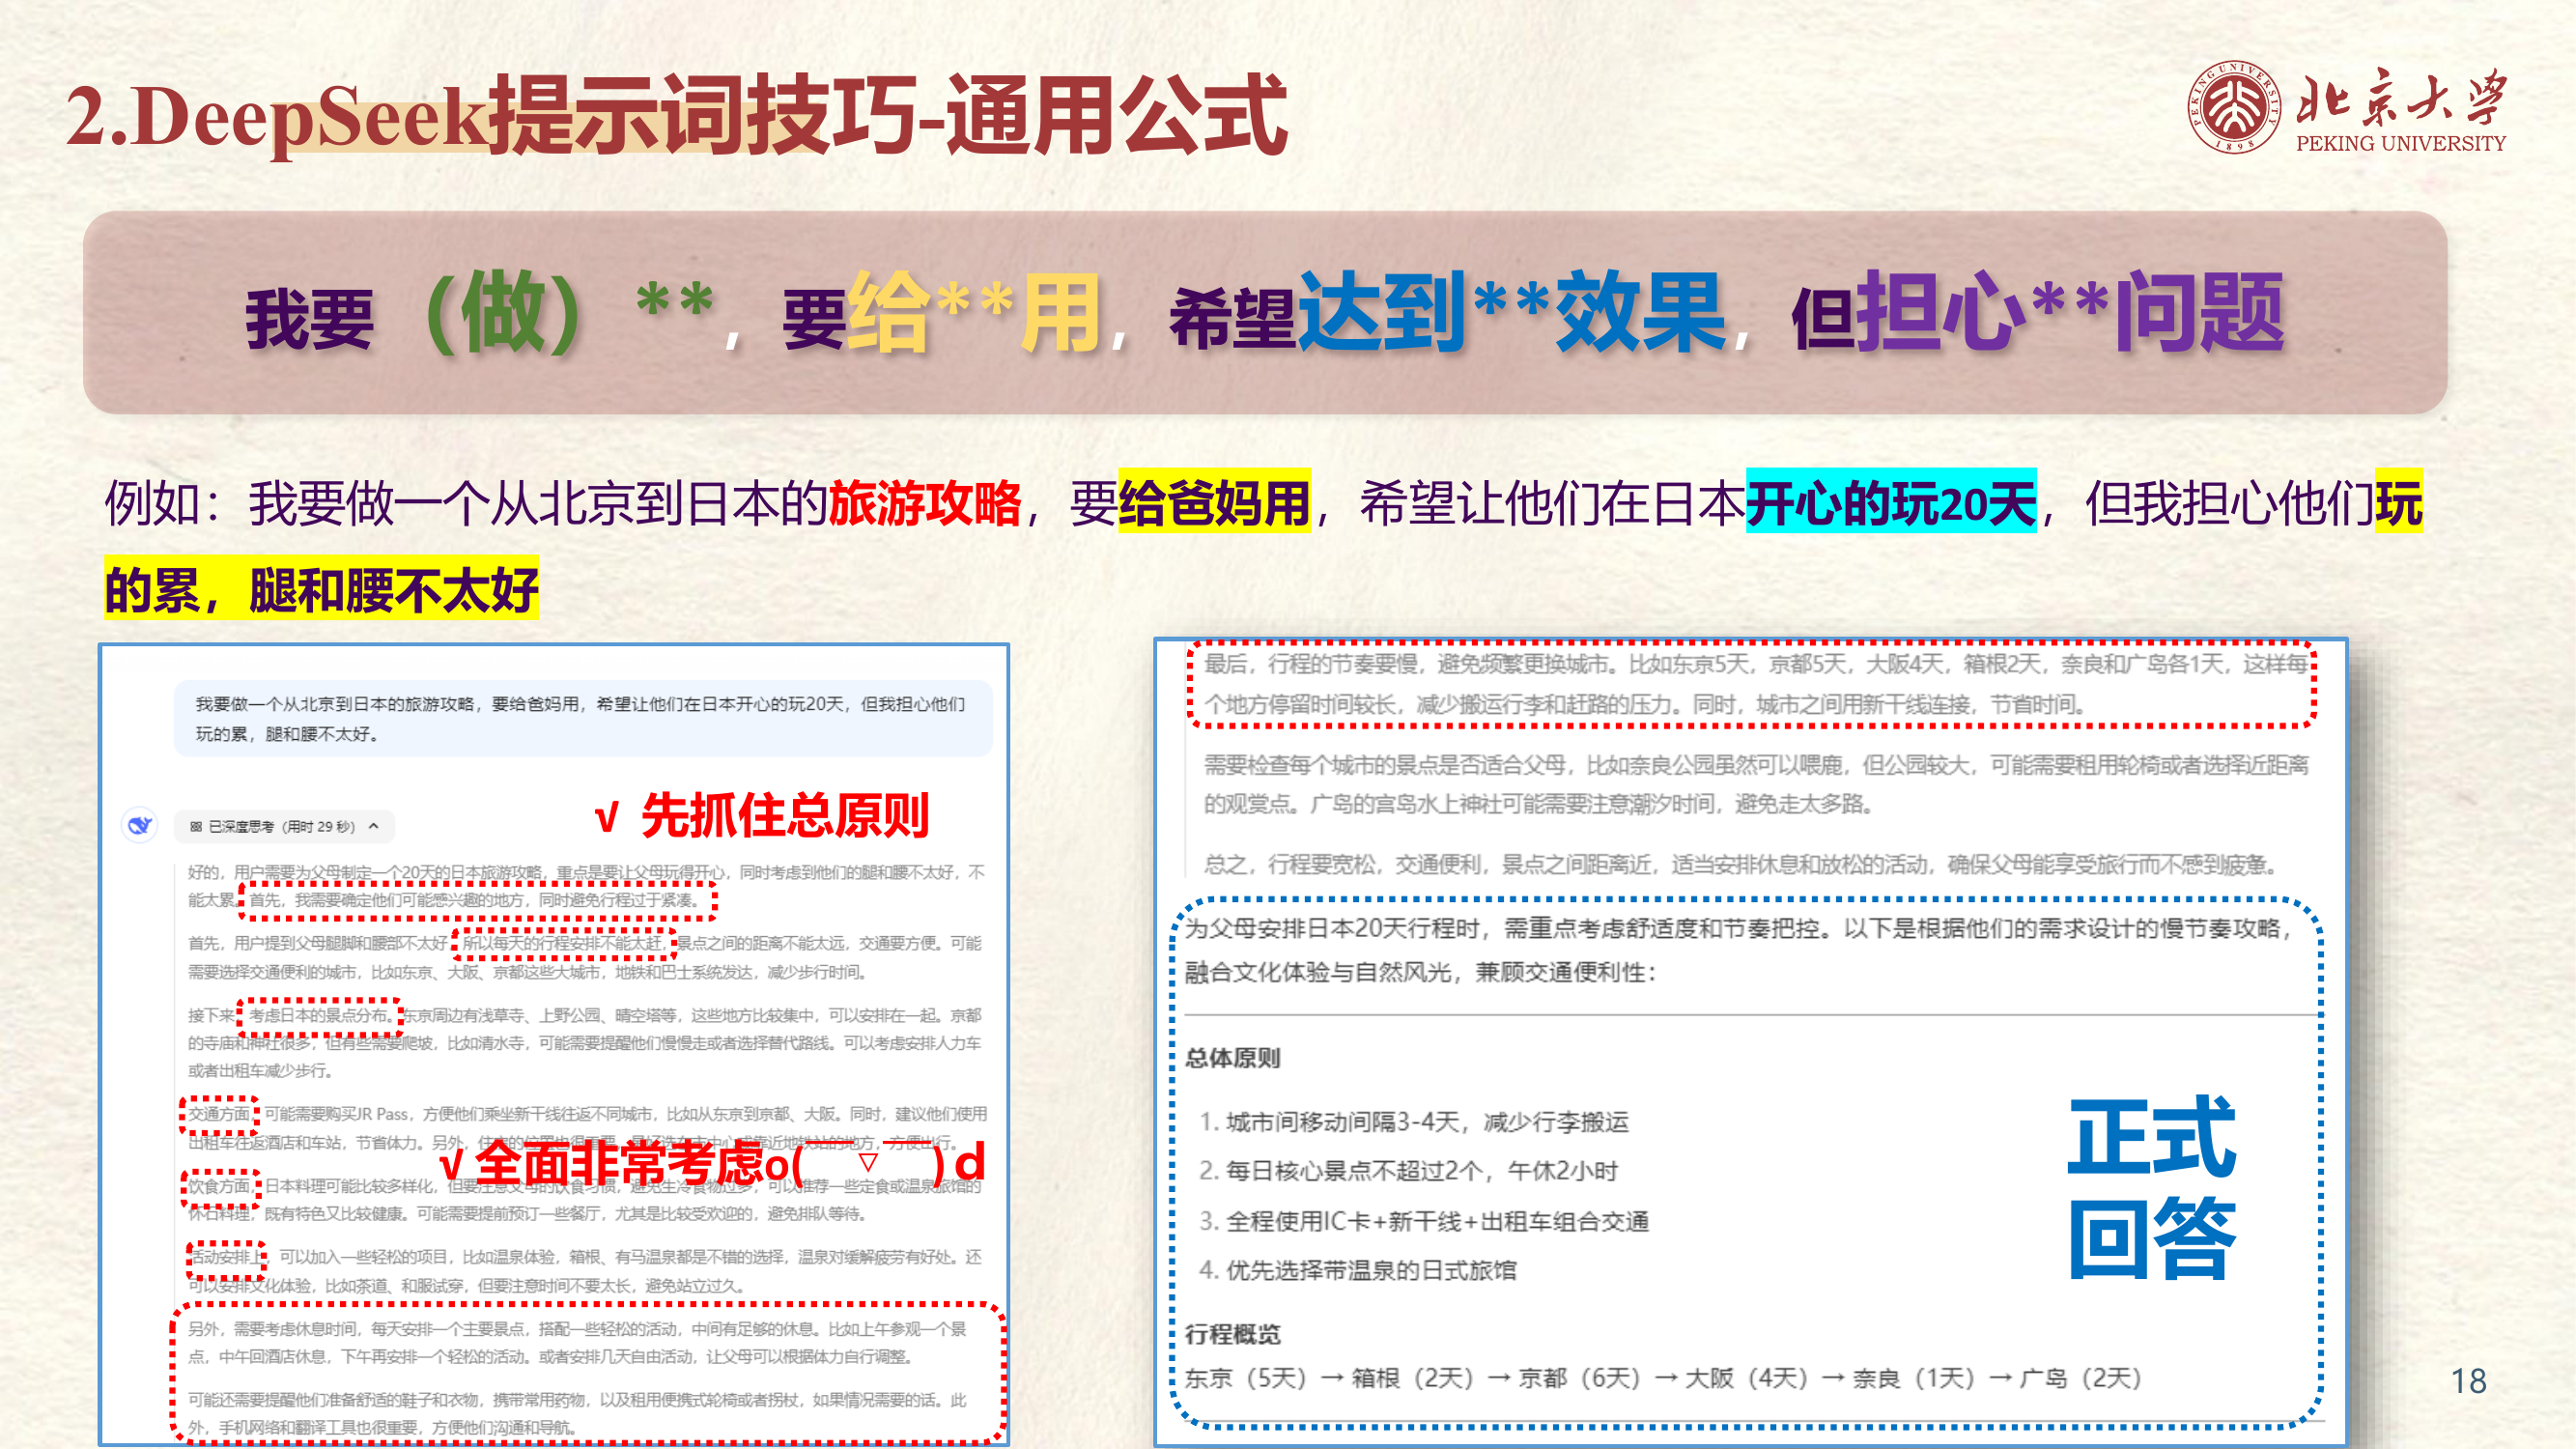 2.DeepSeek提示词技巧-通用公式
PEKING UNIVERSITY
1898
北京大学
PEKING UNIVERSITY
我要（做）**，要给**用，希望达到**效果，但担心**问题
例如：我要做一个从北京到日本的旅游攻略，要给爸妈用，希望让他们在日本开心的玩20天，但我担心他们玩
的累，腿和腰不太好
我要做一个从北京到日本的旅游攻略，要给爸妈用，希望让他们在日本开心的玩20天，但我担心他们
玩的累，腿和腰不太好。
√ 先抓住总原则
已深度思考（用时 29 秒）
好的，用户需要为父母制定一个20天的日本旅游攻略，重点是要让父母玩得开心，同时考虑到他们的腿和腰不太好，不
能太累。首先，我需要确定他们可能感兴趣的地方，同时避免行程过于紧凑。
首先，用户提到父母腿脚和腰部不太好，所以每天的行程安排不能太赶，景点之间的距离不能太远，交通要方便。可能
需要选择交通便利的城市，比如东京、大阪、京都这些大城市，地铁和巴士系统发达，减少步行时间。
接下来，考虑日本的景点分布。东京周边有浅草寺、上野公园、晴空塔等，这些地方比较集中，可以安排在一起。京都
的寺庙和神社很多，但有些需要爬坡，比如清水寺，可能需要提醒他们慢慢走或者选择替代路线。可以考虑安排人力车
或者出租车减少步行。
交通方面，可能需要购买JR Pass，方便他们乘坐新干线往返不同城市，比如从东京到京都、大阪。同时，建议他们使用
出租车往返酒店和车站，节省体力。另外，住宿的位置也很重要，最好选在市中心或靠近地铁站的地方，方便出行。
√ 全面非常考虑o(￣▽￣)d
饮食方面，日本料理可能比较多样化，但要注意父母的饮食习惯，避免生冷食物过多，可以推荐一些定食或温泉旅馆的
怀石料理，既有特色又比较健康。可能需要提前预订一些餐厅，尤其是比较受欢迎的，避免排队等待。
活动安排上，可以加入一些轻松的项目，比如温泉体验，箱根、有马温泉都是不错的选择，温泉对缓解疲劳有好处。还
可以安排文化体验，比如茶道、和服试穿，但要注意时间不要太长，避免站立过久。
另外，需要考虑休息时间，每天安排一个主要景点，搭配一些轻松的活动，中间有足够的休息。比如上午参观一个景
点，中午回酒店休息，下午再安排一个轻松的活动。或者安排几天自由活动，让父母可以根据体力自行调整。
可能还需要提醒他们准备舒适的鞋子和衣物，携带常用药物，以及租用便携式轮椅或者拐杖，如果情况需要的话。此
外，手机网络和翻译工具也很重要，方便他们沟通和导航。
最后，行程的节奏要慢，避免频繁更换城市。比如东京5天，京都5天，大阪4天，箱根2天，奈良和广岛各1天，这样每
个地方停留时间较长，减少搬运行李和赶路的压力。同时，城市之间用新干线连接，节省时间。
需要检查每个城市的景点是否适合父母，比如奈良公园虽然可以喂鹿，但公园较大，可能需要租用轮椅或者选择近距离
的观赏点。广岛的宫岛水上神社可能需要注意潮汐时间，避免走太多路。
总之，行程要宽松，交通便利，景点之间距离近，适当安排休息和放松的活动，确保父母能享受旅行而不感到疲惫。
为父母安排日本20天行程时，需重点考虑舒适度和节奏把控。以下是根据他们的需求设计的慢节奏攻略，
融合文化体验与自然风光，兼顾交通便利性：
总体原则
1. 城市间移动间隔3-4天，减少行李搬运
2. 每日核心景点不超过2个，午休2小时
3. 全程使用IC卡+新干线+出租车组合交通
4. 优先选择带温泉的日式旅馆
正式
回答
行程概览
东京（5天）→ 箱根（2天）→ 京都（6天）→ 大阪（4天）→ 奈良（1天）→ 广岛（2天）
18